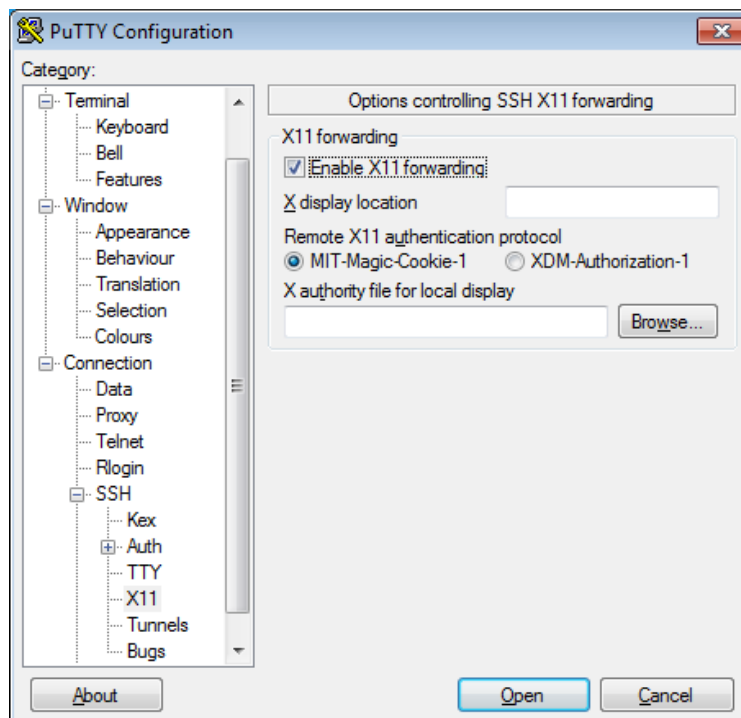 PuTTY Configuration
Category:
Terminal
Keyboard
Bell
Features
Window
Appearance
Behaviour
Translation
Selection
Colours
Connection
Data
Proxy
Telnet
Rlogin
SSH
Kex
Auth
TTY
X11
Tunnels
Bugs
Options controlling SSH X11 forwarding
X11 forwarding
Enable X11 forwarding
X display location
Remote X11 authentication protocol
MIT-Magic-Cookie-1 XDM-Authorization-1
X authority file for local display
Browse...
About Open Cancel